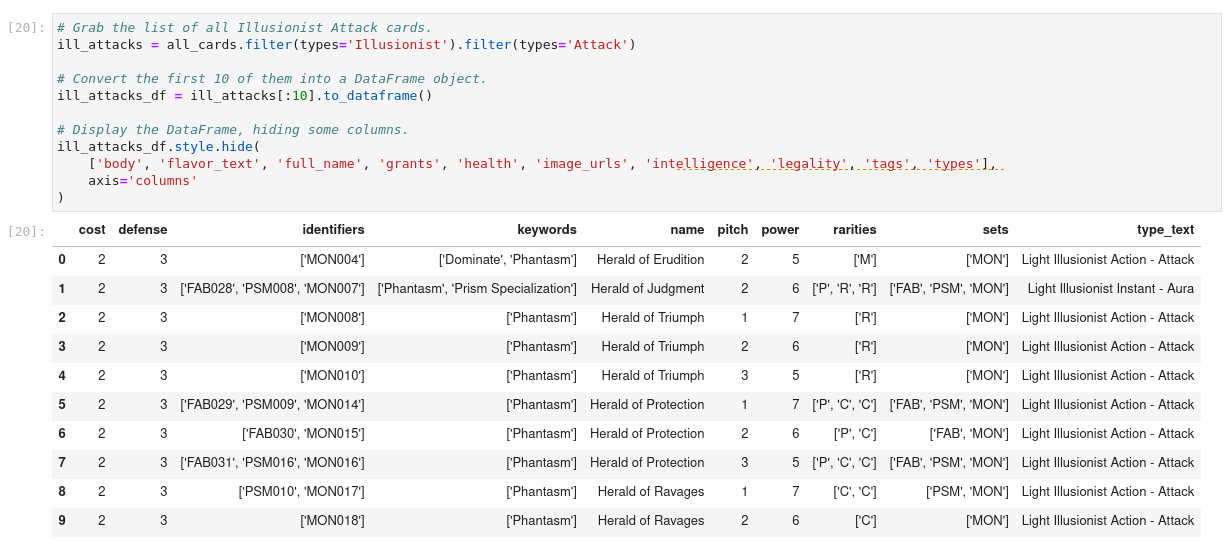 [20]: # Grab the list of all Illusionist Attack cards.
ill_attacks = all_cards.filter(types='Illusionist').filter(types='Attack')
# Convert the first 10 of them into a DataFrame object.
ill_attacks_df = ill_attacks[:10].to_dataframe()
# Display the DataFrame, hiding some columns.
ill_attacks_df.style.hide(
    ['body', 'flavor_text', 'full_name', 'grants', 'health', 'image_urls', 'intelligence', 'legality', 'tags', 'types'],
    axis='columns'
)
[20]: cost defense identifiers keywords name pitch power rarities sets type_text
0 2 3 ['MON004'] ['Dominate', 'Phantasm'] Herald of Erudition 2 5 ['M'] ['MON'] Light Illusionist Action - Attack
1 2 3 ['FAB028', 'PSM008', 'MON007'] ['Phantasm', 'Prism Specialization'] Herald of Judgment 2 6 ['P', 'R', 'R'] ['FAB', 'PSM', 'MON'] Light Illusionist Instant - Aura
2 2 3 ['MON008'] ['Phantasm'] Herald of Triumph 1 7 ['R'] ['MON'] Light Illusionist Action - Attack
3 2 3 ['MON009'] ['Phantasm'] Herald of Triumph 2 6 ['R'] ['MON'] Light Illusionist Action - Attack
4 2 3 ['MON010'] ['Phantasm'] Herald of Triumph 3 5 ['R'] ['MON'] Light Illusionist Action - Attack
5 2 3 ['FAB029', 'PSM009', 'MON014'] ['Phantasm'] Herald of Protection 1 7 ['P', 'C', 'C'] ['FAB', 'PSM', 'MON'] Light Illusionist Action - Attack
6 2 3 ['FAB030', 'MON015'] ['Phantasm'] Herald of Protection 2 6 ['P', 'C'] ['FAB', 'MON'] Light Illusionist Action - Attack
7 2 3 ['FAB031', 'PSM016', 'MON016'] ['Phantasm'] Herald of Protection 3 5 ['P', 'C', 'C'] ['FAB', 'PSM', 'MON'] Light Illusionist Action - Attack
8 2 3 ['PSM010', 'MON017'] ['Phantasm'] Herald of Ravages 1 7 ['C', 'C'] ['PSM', 'MON'] Light Illusionist Action - Attack
9 2 3 ['MON018'] ['Phantasm'] Herald of Ravages 2 6 ['C'] ['MON'] Light Illusionist Action - Attack